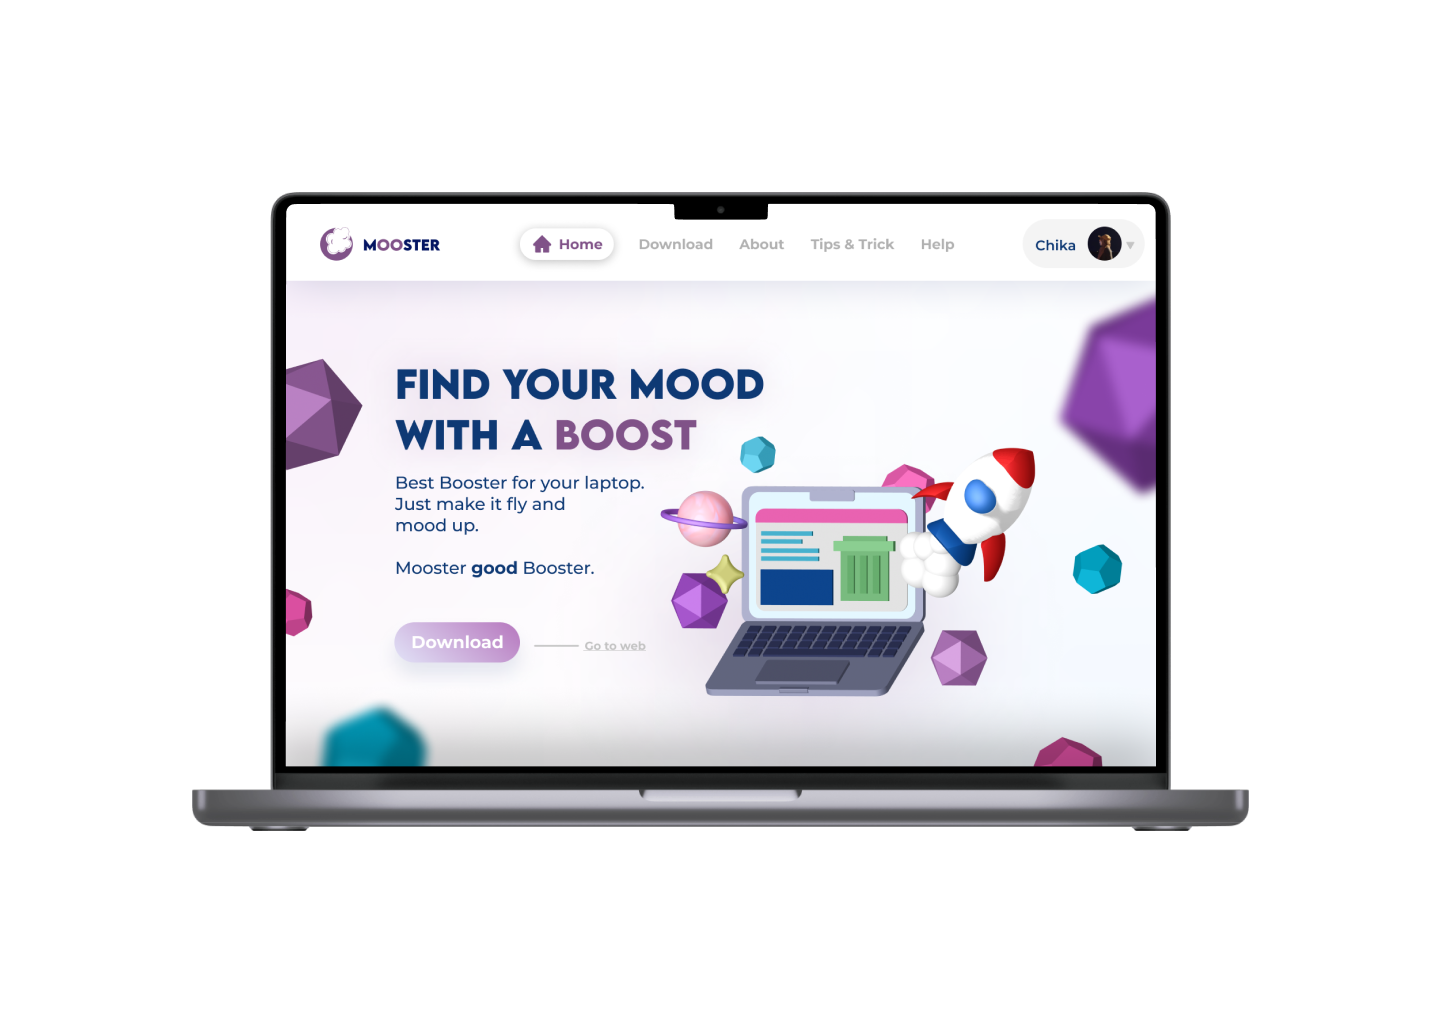 MOOSTER
Home
Download
About
Tips & Trick
Help
Chika
FIND YOUR MOOD
WITH A BOOST
Best Booster for your laptop.
Just make it fly and
mood up.
Mooster good Booster.
Download
Go to web